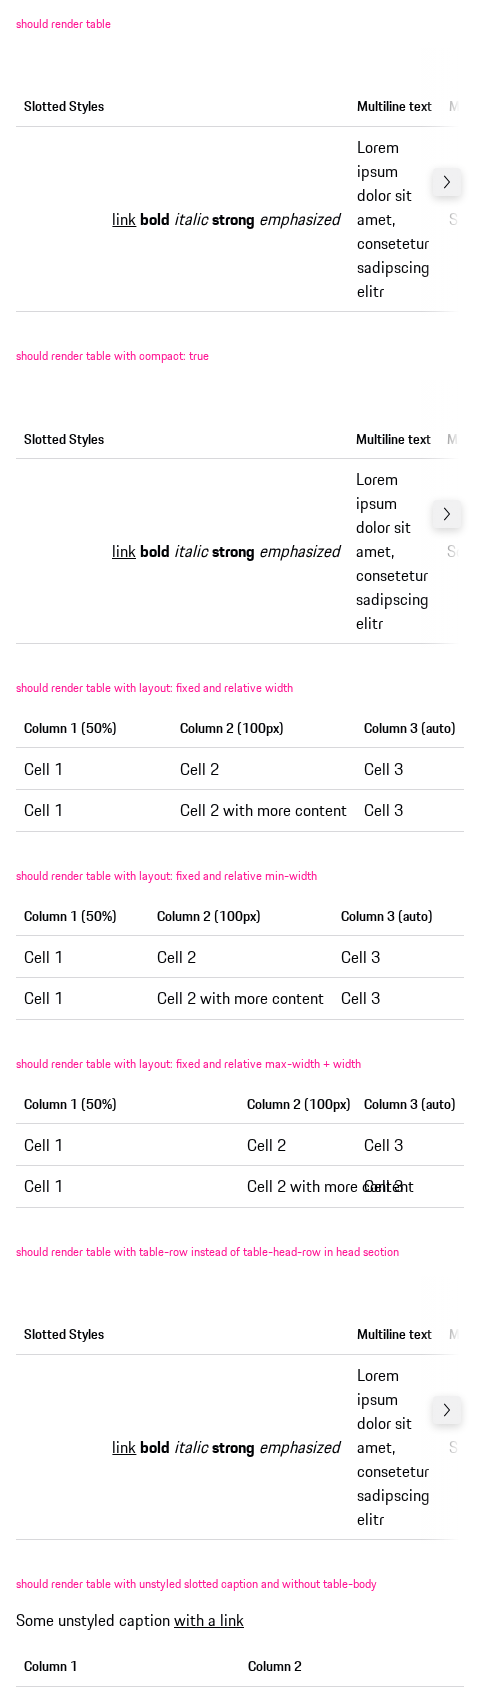 should render table
Slotted Styles Multiline text M
link bold italic strong emphasized Lorem
ipsum
dolor sit
amet,
consetetur
sadipscing
elitr S
should render table with compact: true
Slotted Styles Multiline text M
link bold italic strong emphasized Lorem
ipsum
dolor sit
amet,
consetetur
sadipscing
elitr S
should render table with layout: fixed and relative width
Column 1 (50%) Column 2 (100px) Column 3 (auto)
Cell 1 Cell 2 Cell 3
Cell 1 Cell 2 with more content Cell 3
should render table with layout: fixed and relative min-width
Column 1 (50%) Column 2 (100px) Column 3 (auto)
Cell 1 Cell 2 Cell 3
Cell 1 Cell 2 with more content Cell 3
should render table with layout: fixed and relative max-width + width
Column 1 (50%) Column 2 (100px) Column 3 (auto)
Cell 1 Cell 2 Cell 3
Cell 1 Cell 2 with more content Cell 3
should render table with table-row instead of table-head-row in head section
Slotted Styles Multiline text M
link bold italic strong emphasized Lorem
ipsum
dolor sit
amet,
consetetur
sadipscing
elitr S
should render table with unstyled slotted caption and without table-body
Some unstyled caption with a link
Column 1 Column 2